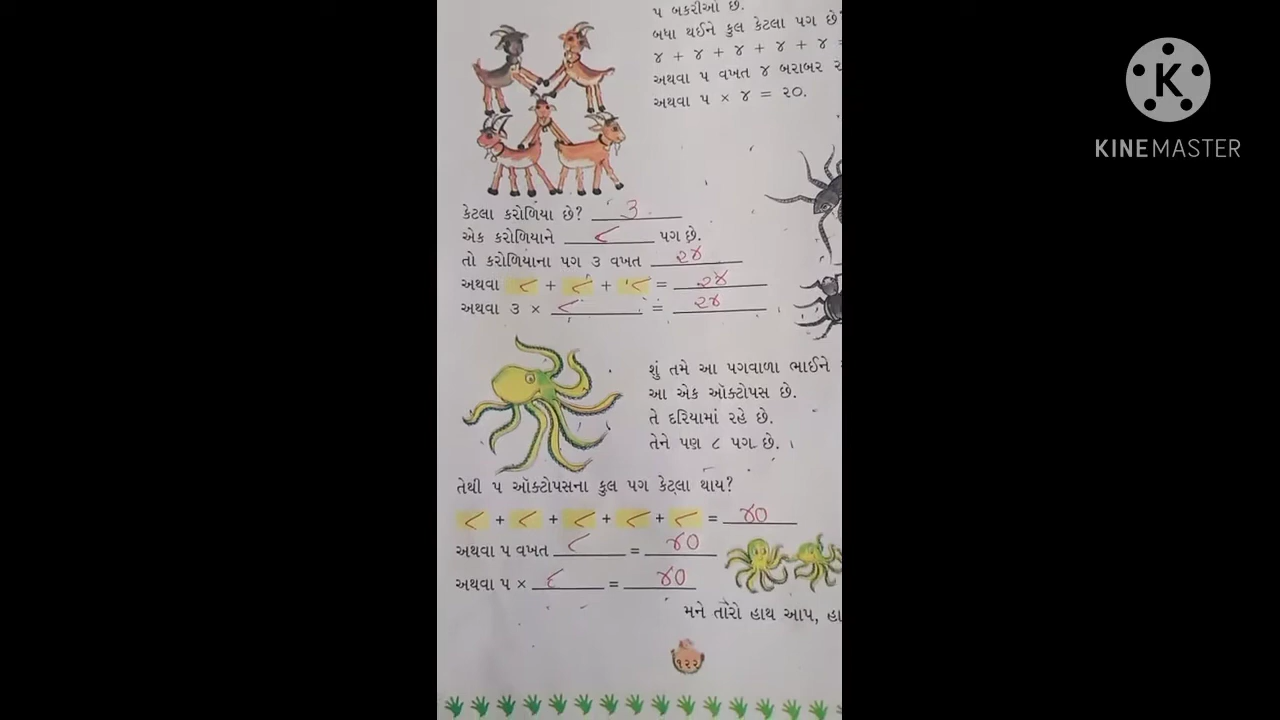 ૫ બકરીઓ છે.
બધા થઈને કુલ કેટલા પગ છે?
૪ + ૪ + ૪ + ૪ + ૪ =
અથવા ૫ વખત ૪ બરાબર ૨
અથવા ૫ × ૪ = ૨૦.
K
KINEMASTER
કેટલા કરોળિયા છે? ૩
એક કરોળિયાને ૮ પગ છે.
તો કરોળિયાના પગ ૩ વખત ૨૪
અથવા ૮ + ૮ + ૮ = ૨૪
અથવા ૩ × ૮ = ૨૪
શું તમે આ પગવાળા ભાઈને
આ એક ઑક્ટોપસ છે.
તે દરિયામાં રહે છે.
તેને પણ ૮ પગ છે.
તેથી ૫ ઑક્ટોપસના કુલ પગ કેટલા થાય?
૮ + ૮ + ૮ + ૮ + ૮ = ૪૦
અથવા ૫ વખત ૮ = ૪૦
અથવા ૫ × ૬ = ૪૦
મને તારો હાથ આપ, હા
૧૨૨